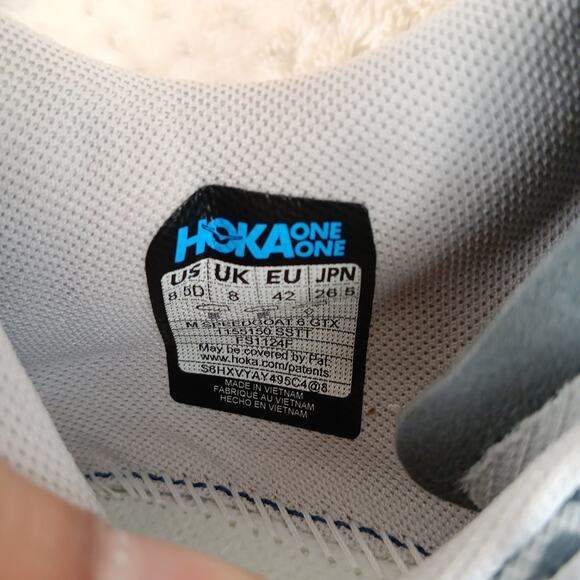 HOKA ONE ONE
US UK EU JPN
8.5D 8 42 26.5
M SPEEDGOAT 6 GTX
1155150 SSTT
FS1124F
May be covered by Pat.
www.hoka.com/patents
S6HXVYAY495C4@8
MADE IN VIETNAM
FABRIQUE AU VIETNAM
HECHO EN VIETNAM